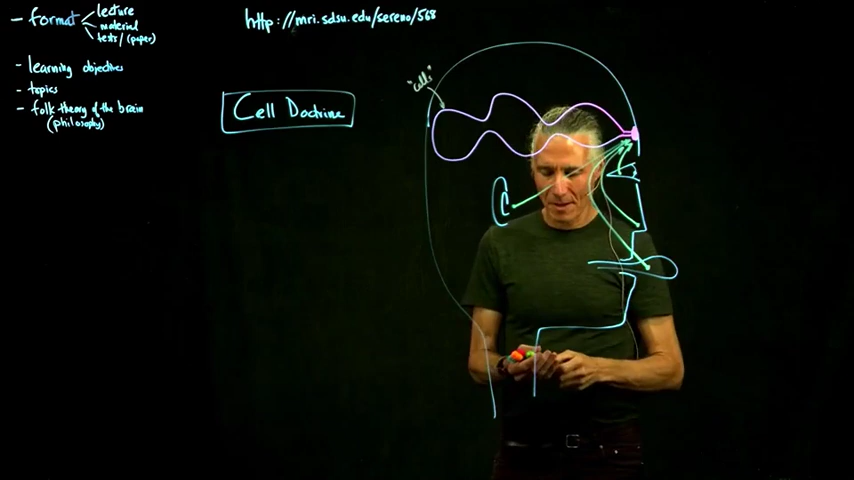 - format
lecture
material
tests/(paper)
- learning objectives
- topics
- folk theory of the brain
(philosophy)
http://mri.sdsu.edu/sereno/568
Cell Doctrine
"cells"